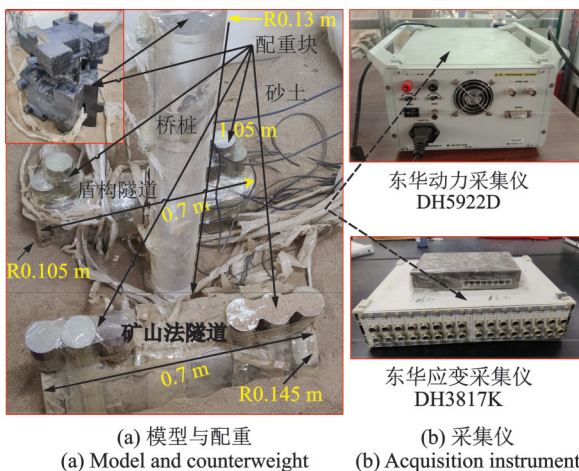 R0.13 m
配重块
砂土
桥桩
1.05 m
盾构隧道
0.7 m
R0.105 m
矿山法隧道
0.7 m
R0.145 m
东华动力采集仪
DH5922D
东华应变采集仪
DH3817K
(a) 模型与配重
(a) Model and counterweight
(b) 采集仪
(b) Acquisition instrument